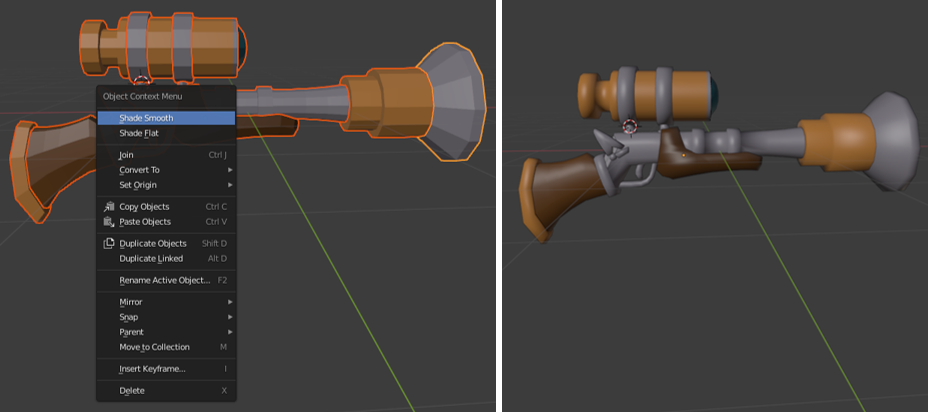 Object Context Menu
Shade Smooth
Shade Flat
Join Ctrl J
Convert To
Set Origin
Copy Objects Ctrl C
Paste Objects Ctrl V
Duplicate Objects Shift D
Duplicate Linked Alt D
Rename Active Object... F2
Mirror
Snap
Parent
Move to Collection M
Insert Keyframe... I
Delete X